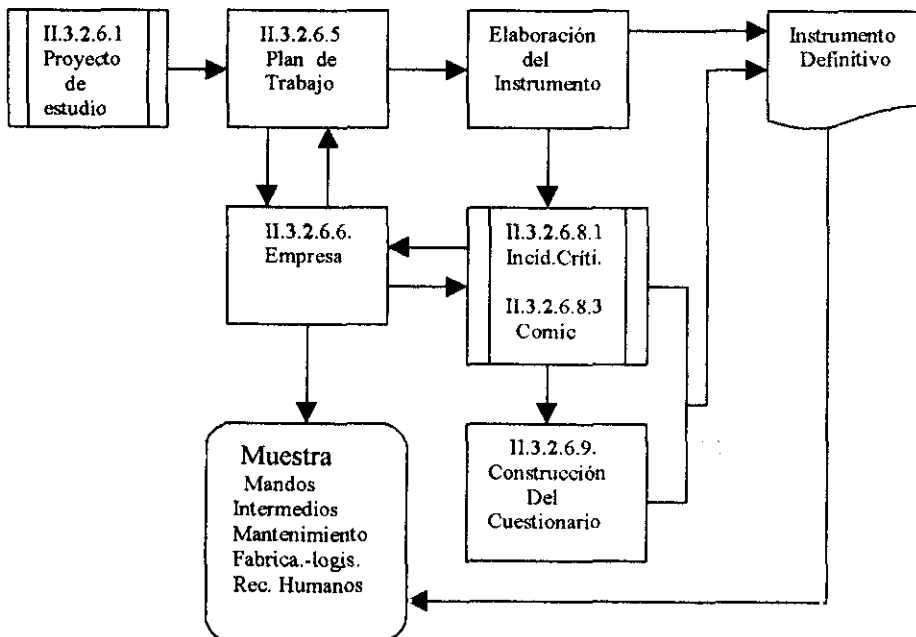 II.3.2.6.1
Proyecto
de
estudio
II.3.2.6.5
Plan de
Trabajo
Elaboración
del
Instrumento
Instrumento
Definitivo
II.3.2.6.6.
Empresa
II.3.2.6.8.1
Incid.Críti.
II.3.2.6.8.3
Comic
Muestra
Mandos
Intermedios
Mantenimiento
Fabrica.-logis.
Rec. Humanos
II.3.2.6.9.
Construcción
Del
Cuestionario